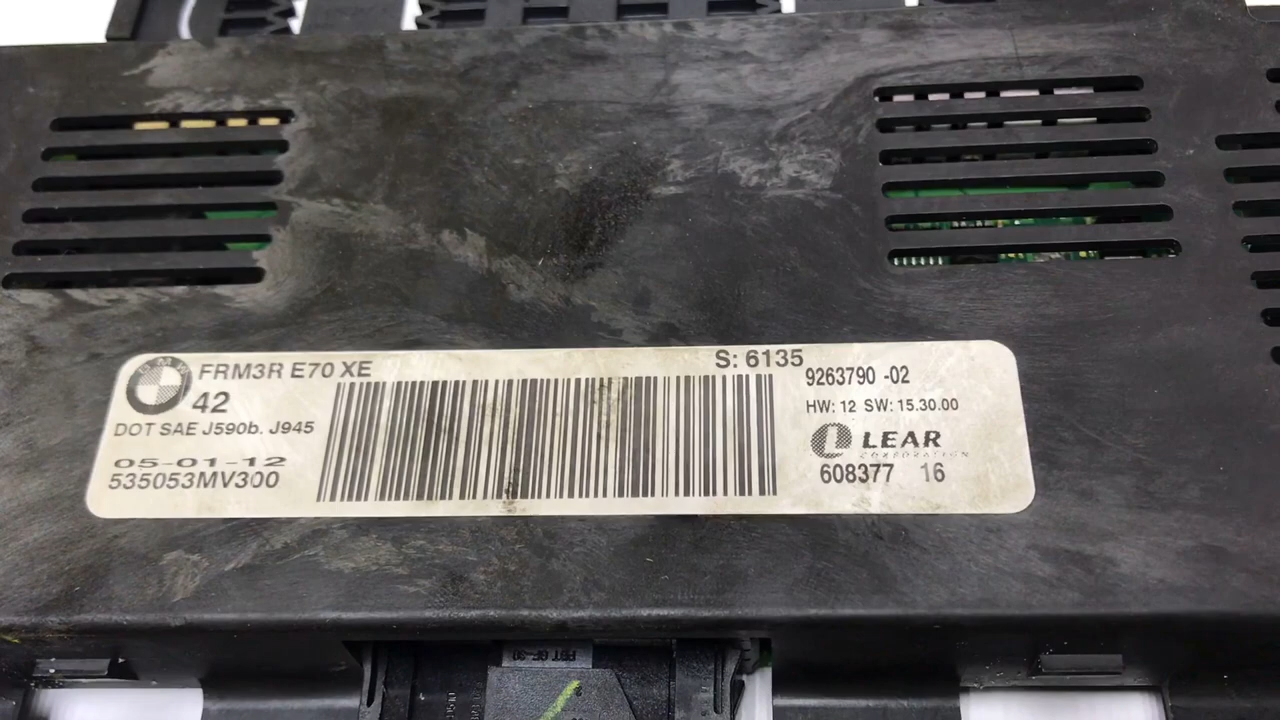 FRM3R E70 XE
42
DOT SAE J590b. J945
05-01-12
535053MV300
S: 6135
9263790 -02
HW: 12 SW: 15.30.00
LEAR
CORPORATION
608377 16